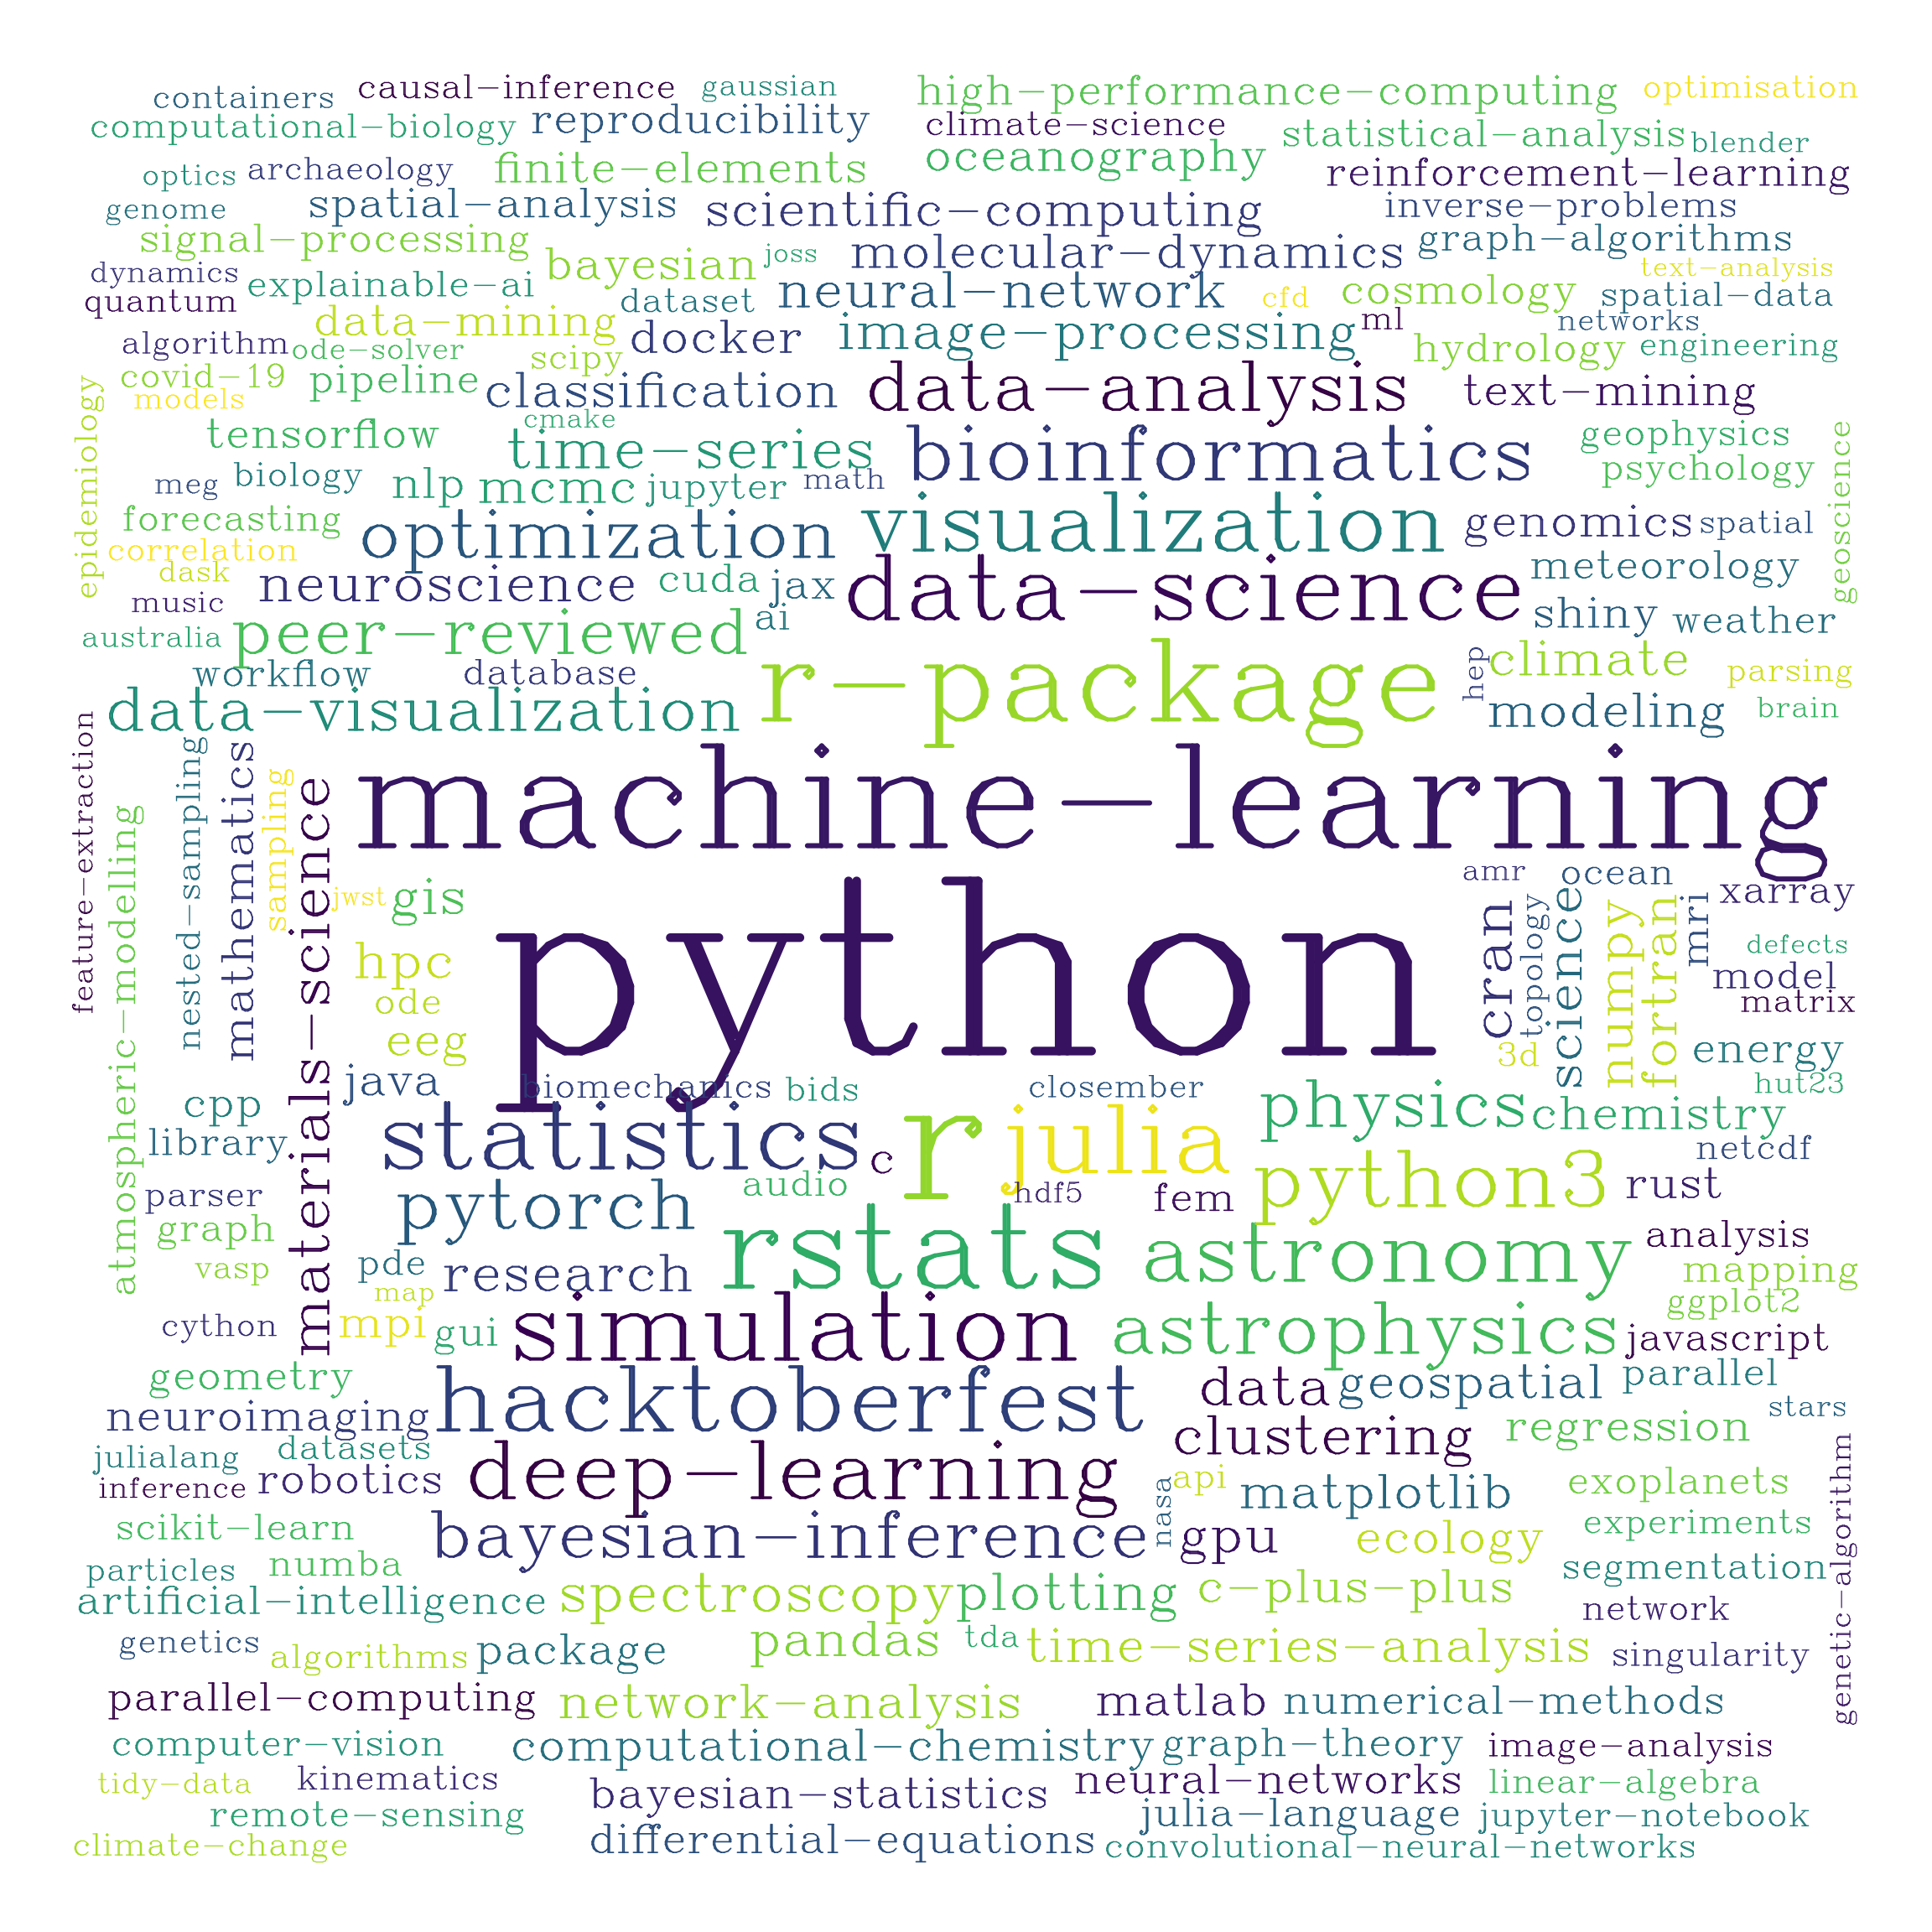 containers
causal-inference
gaussian
high-performance-computing
optimisation
computational-biology
reproducibility
climate-science
statistical-analysis
blender
optics
archaeology
finite-elements
oceanography
reinforcement-learning
genome
spatial-analysis
scientific-computing
inverse-problems
signal-processing
bayesian
joss
molecular-dynamics
graph-algorithms
dynamics
explainable-ai
dataset
neural-network
cfd
cosmology
text-analysis
spatial-data
quantum
data-mining
docker
image-processing
ml
networks
algorithm
ode-solver
scipy
hydrology
engineering
covid-19
pipeline
classification
data-analysis
text-mining
models
cmake
epidemiology
tensorflow
time-series
bioinformatics
geophysics
geoscience
meg
biology
nlp
mcmc
jupyter
math
psychology
forecasting
optimization
visualization
genomics
spatial
correlation
dask
neuroscience
cuda
jax
data-science
meteorology
music
ai
shiny
weather
australia
peer-reviewed
workflow
database
r-package
hep
climate
parsing
data-visualization
modeling
brain
feature-extraction
nested-sampling
mathematics
sampling
materials-science
atmospheric-modelling
machine-learning
jwst
gis
python
amr
ocean
xarray
cran
topology
science
numpy
fortran
mri
hpc
defects
model
ode
matrix
eeg
3d
energy
java
biomechanics
bids
closember
hut23
cpp
statistics
c
r
julia
physics
chemistry
library
netcdf
parser
pytorch
audio
hdf5
fem
python3
rust
graph
rstats
astronomy
analysis
vasp
pde
research
map
mapping
ggplot2
cython
mpi
gui
simulation
astrophysics
javascript
geometry
hacktoberfest
data
geospatial
parallel
neuroimaging
clustering
regression
stars
julialang
datasets
inference
robotics
deep-learning
nasa
api
matplotlib
exoplanets
genetic-algorithm
scikit-learn
bayesian-inference
gpu
ecology
experiments
particles
numba
segmentation
artificial-intelligence
spectroscopy
plotting
c-plus-plus
network
genetics
algorithms
package
pandas
tda
time-series-analysis
singularity
parallel-computing
network-analysis
matlab
numerical-methods
computer-vision
computational-chemistry
graph-theory
image-analysis
tidy-data
kinematics
bayesian-statistics
neural-networks
linear-algebra
remote-sensing
julia-language
jupyter-notebook
climate-change
differential-equations
convolutional-neural-networks